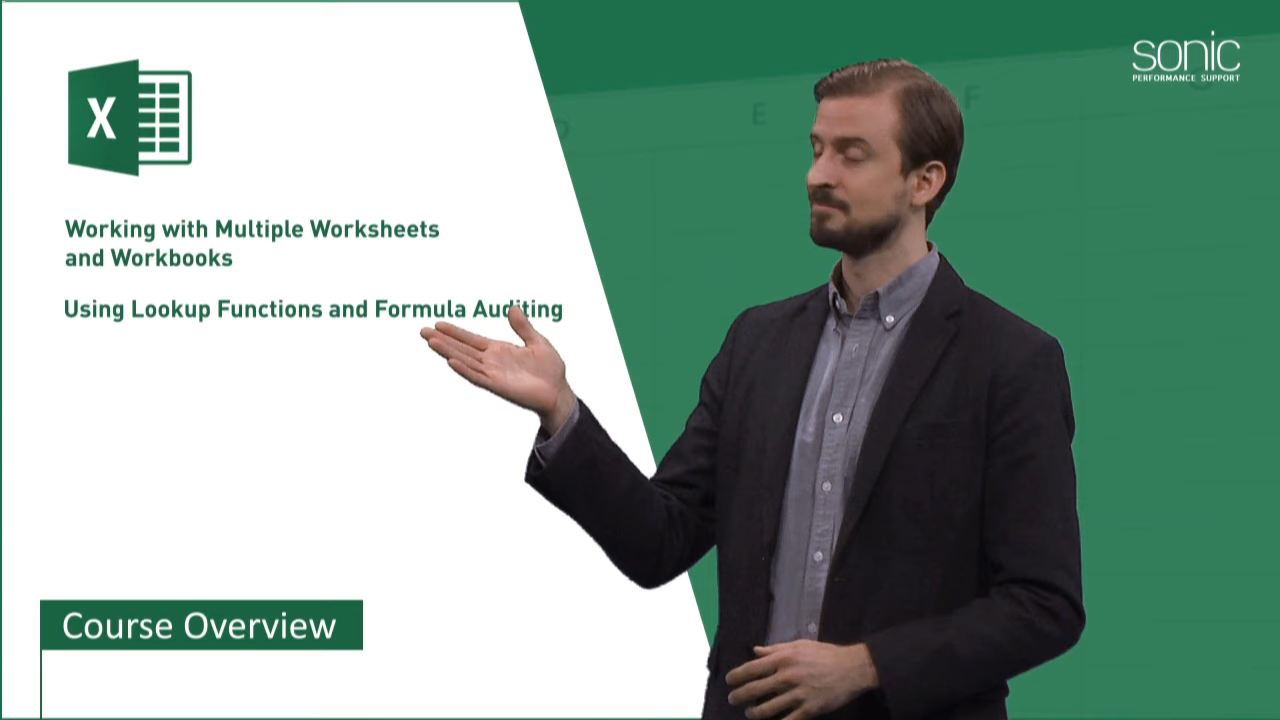 sonic
PERFORMANCE SUPPORT
D
E
F
X
Working with Multiple Worksheets
and Workbooks
Using Lookup Functions and Formula Auditing
Course Overview